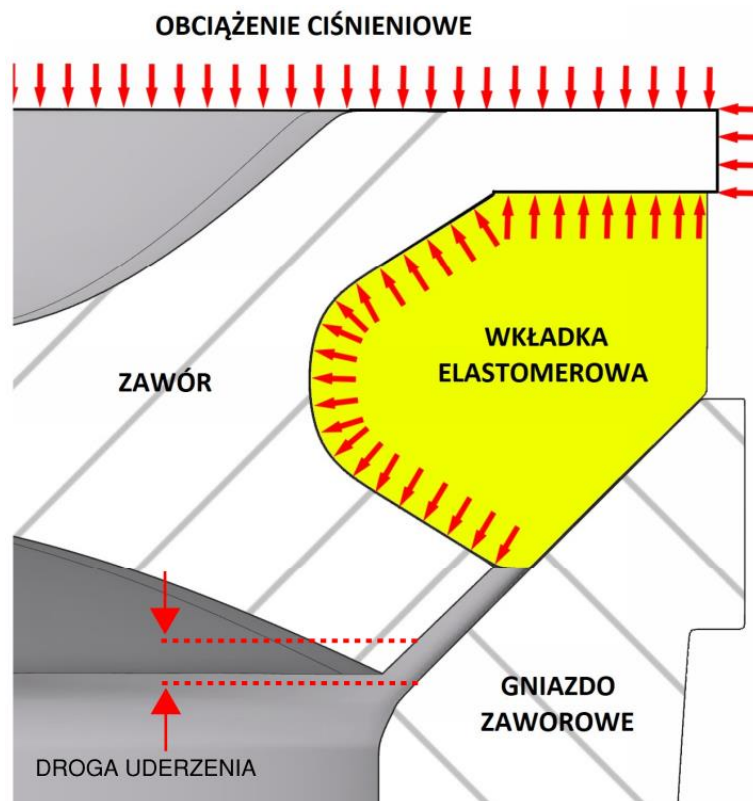 OBCIĄŻENIE CIŚNIENIOWE
WKŁADKA
ELASTOMEROWA
ZAWÓR
GNIAZDO
ZAWOROWE
DROGA UDERZENIA